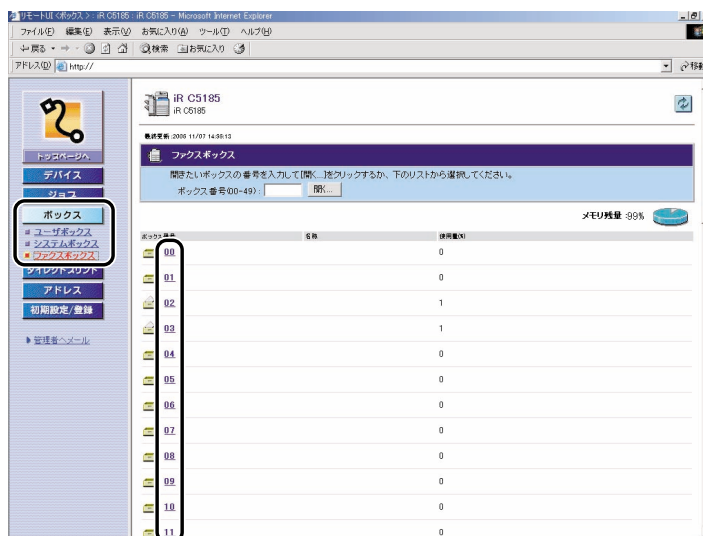 リモートUI <ボックス> : iR C5185 : iR C5185 - Microsoft Internet Explorer
ファイル(F) 編集(E) 表示(V) お気に入り(A) ツール(T) ヘルプ(H)
戻る 検索 お気に入り
アドレス(D) http:// 移動
iR C5185
iR C5185
最終更新 :2006 11/07 14:56:13
トップページへ
デバイス
ジョブ
ボックス
ユーザボックス
システムボックス
ファクスボックス
ダイレクトプリント
アドレス
初期設定/登録
管理者へメール
ファクスボックス
開きたいボックスの番号を入力して[開く...]をクリックするか、下のリストから選択してください。
ボックス番号(00-49) : 開く...
メモリ残量 :99%
ボックス番号 名称 使用量(%)
00 0
01 0
02 1
03 1
04 0
05 0
06 0
07 0
08 0
09 0
10 0
11 0